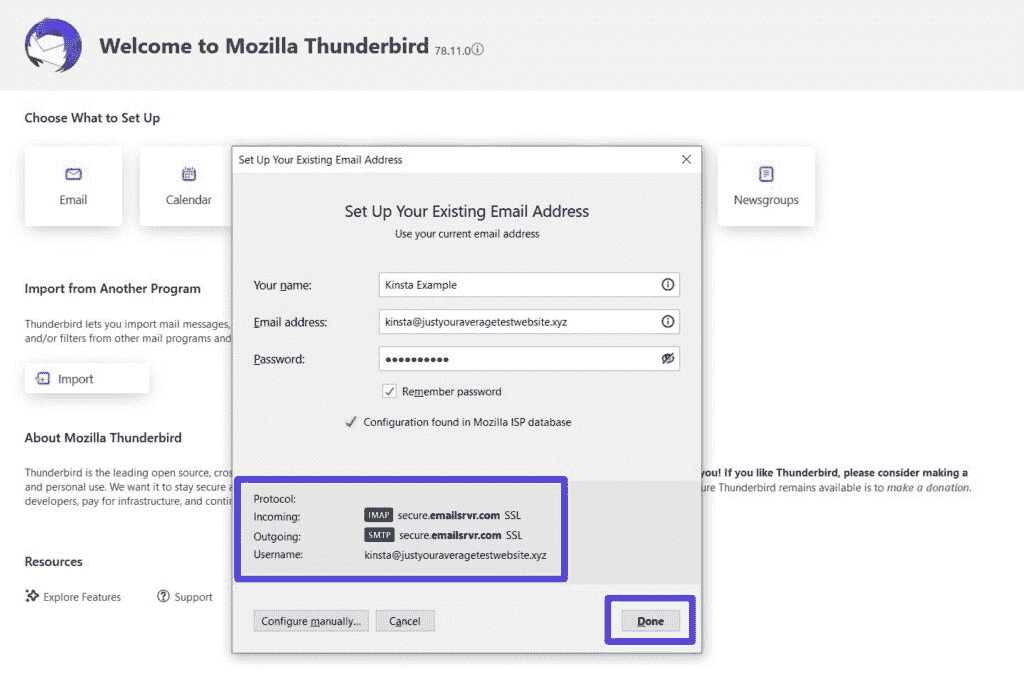 Welcome to Mozilla Thunderbird 78.11.0
Choose What to Set Up
Email
Calendar
Newsgroups
Import from Another Program
Thunderbird lets you import mail messages,
and/or filters from other mail programs and
Import
About Mozilla Thunderbird
Thunderbird is the leading open source, cros
and personal use. We want it to stay secure a
developers, pay for infrastructure, and conti
you! If you like Thunderbird, please consider making a
ure Thunderbird remains available is to make a donation.
Resources
Explore Features
Support
Set Up Your Existing Email Address
Set Up Your Existing Email Address
Use your current email address
Your name:
Kinsta Example
Email address:
kinsta@justyouraveragetestwebsite.xyz
Password:
Remember password
Configuration found in Mozilla ISP database
Protocol:
Incoming: IMAP secure.emailsrvr.com SSL
Outgoing: SMTP secure.emailsrvr.com SSL
Username: kinsta@justyouraveragetestwebsite.xyz
Configure manually...
Cancel
Done